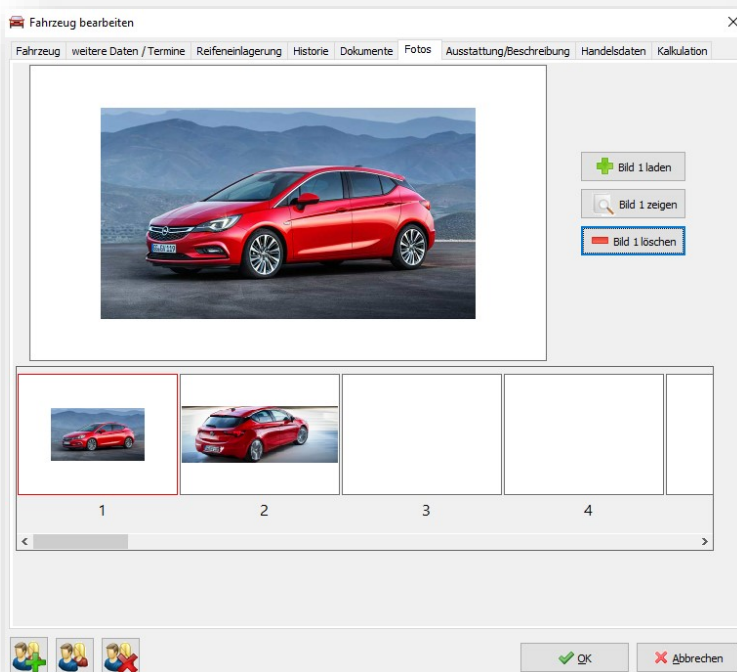 Fahrzeug bearbeiten
Fahrzeug weitere Daten / Termine Reifeneinlagerung Historie Dokumente Fotos Ausstattung/Beschreibung Handelsdaten Kalkulation
Bild 1 laden
Bild 1 zeigen
Bild 1 löschen
1 2 3 4
OK Abbrechen